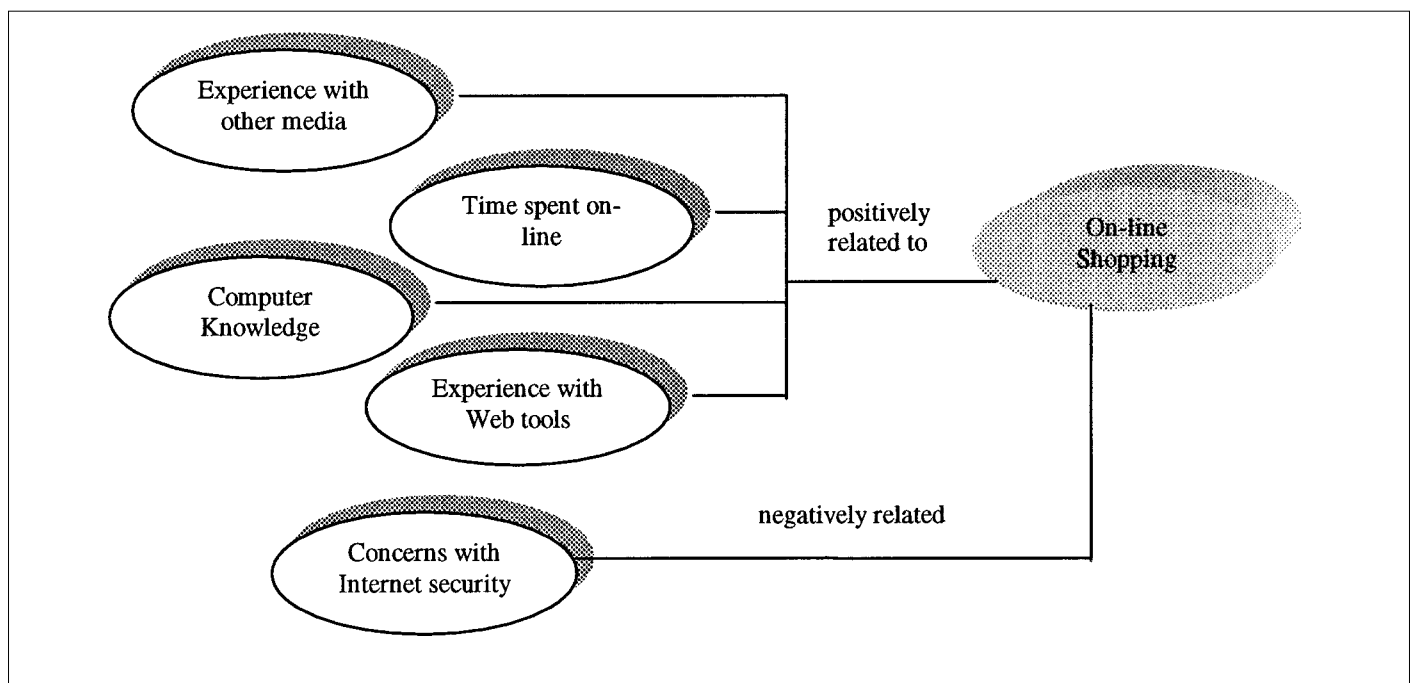 Experience with
other media
Time spent on-
line
positively
related to
On-line
Shopping
Computer
Knowledge
Experience with
Web tools
negatively related
Concerns with
Internet security